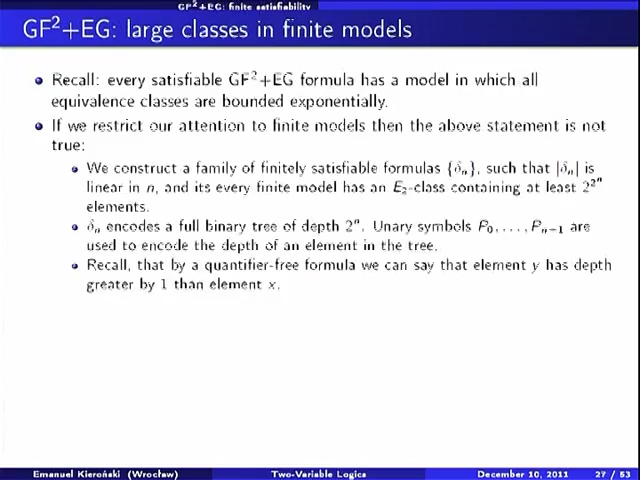 GF²+EG: finite satisfiability
GF²+EG: large classes in finite models
Recall: every satisfiable GF²+EG formula has a model in which all
equivalence classes are bounded exponentially.
If we restrict our attention to finite models then the above statement is not
true:
We construct a family of finitely satisfiable formulas {δₙ}, such that |δₙ| is
linear in n, and its every finite model has an E₂-class containing at least 2^2^n
elements.
δₙ encodes a full binary tree of depth 2ⁿ. Unary symbols P₀, . . . , Pₙ₋₁ are
used to encode the depth of an element in the tree.
Recall, that by a quantifier-free formula we can say that element y has depth
greater by 1 than element x.
Emanuel Kieroński (Wrocław) Two-Variable Logics December 10, 2011 27 / 53